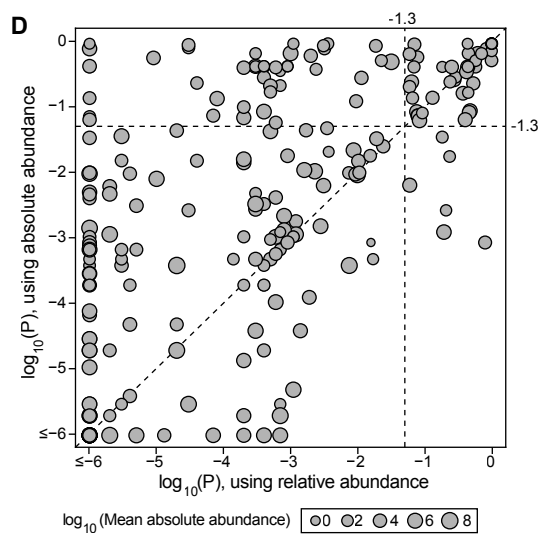 D
-1.3
0
−1
-1.3
−2
−3
−4
−5
≤−6
log10(P), using absolute abundance
≤−6 −5 −4 −3 −2 −1 0
log10(P), using relative abundance
log10(Mean absolute abundance) 0 2 4 6 8